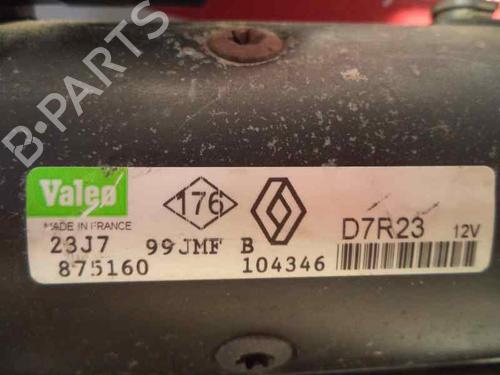 B-PARTS
Valeo
MADE IN FRANCE
176
D7R23 12V
23J7 99JMF B
875160 104346